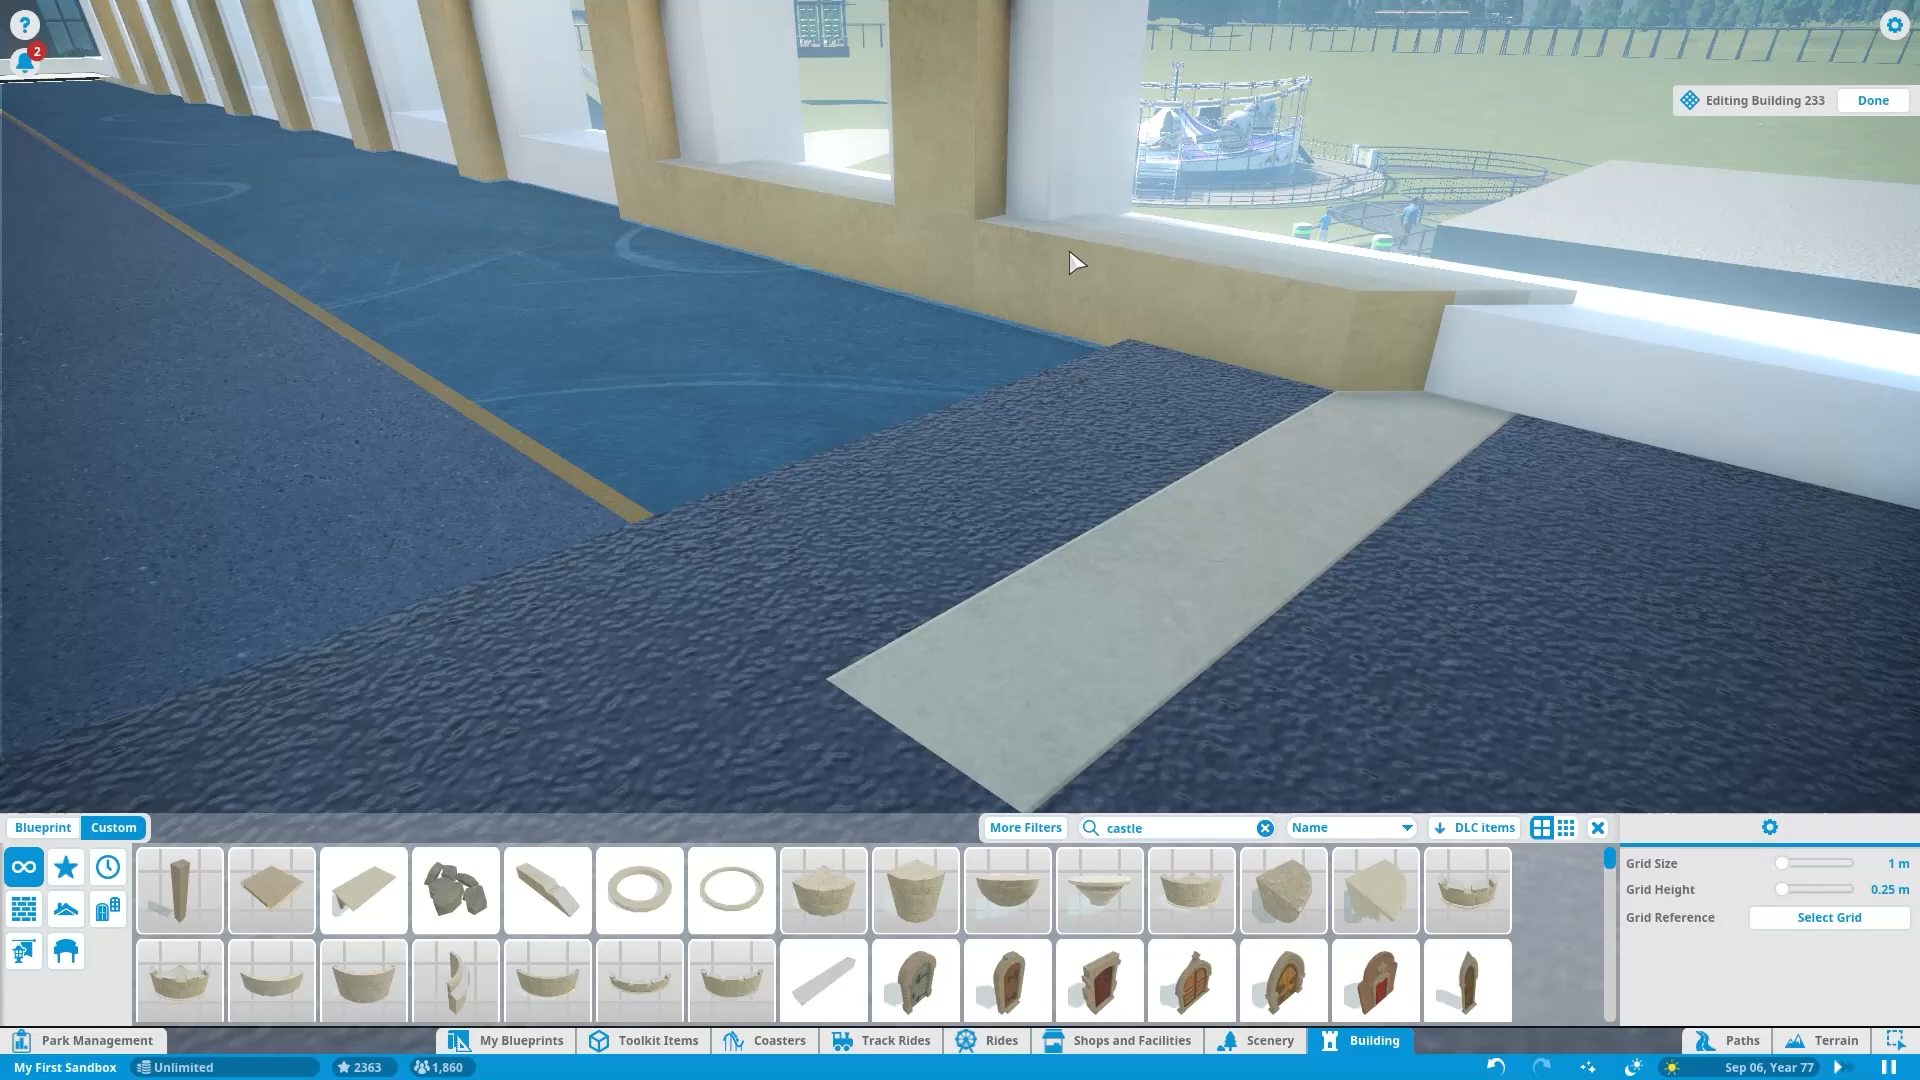 ?
2
Editing Building 233
Done
Blueprint
Custom
More Filters
castle
Name
DLC items
Grid Size
1 m
Grid Height
0.25 m
Grid Reference
Select Grid
Park Management
My Blueprints
Toolkit Items
Coasters
Track Rides
Rides
Shops and Facilities
Scenery
Building
Paths
Terrain
My First Sandbox
Unlimited
2363
1,860
Sep 06, Year 77